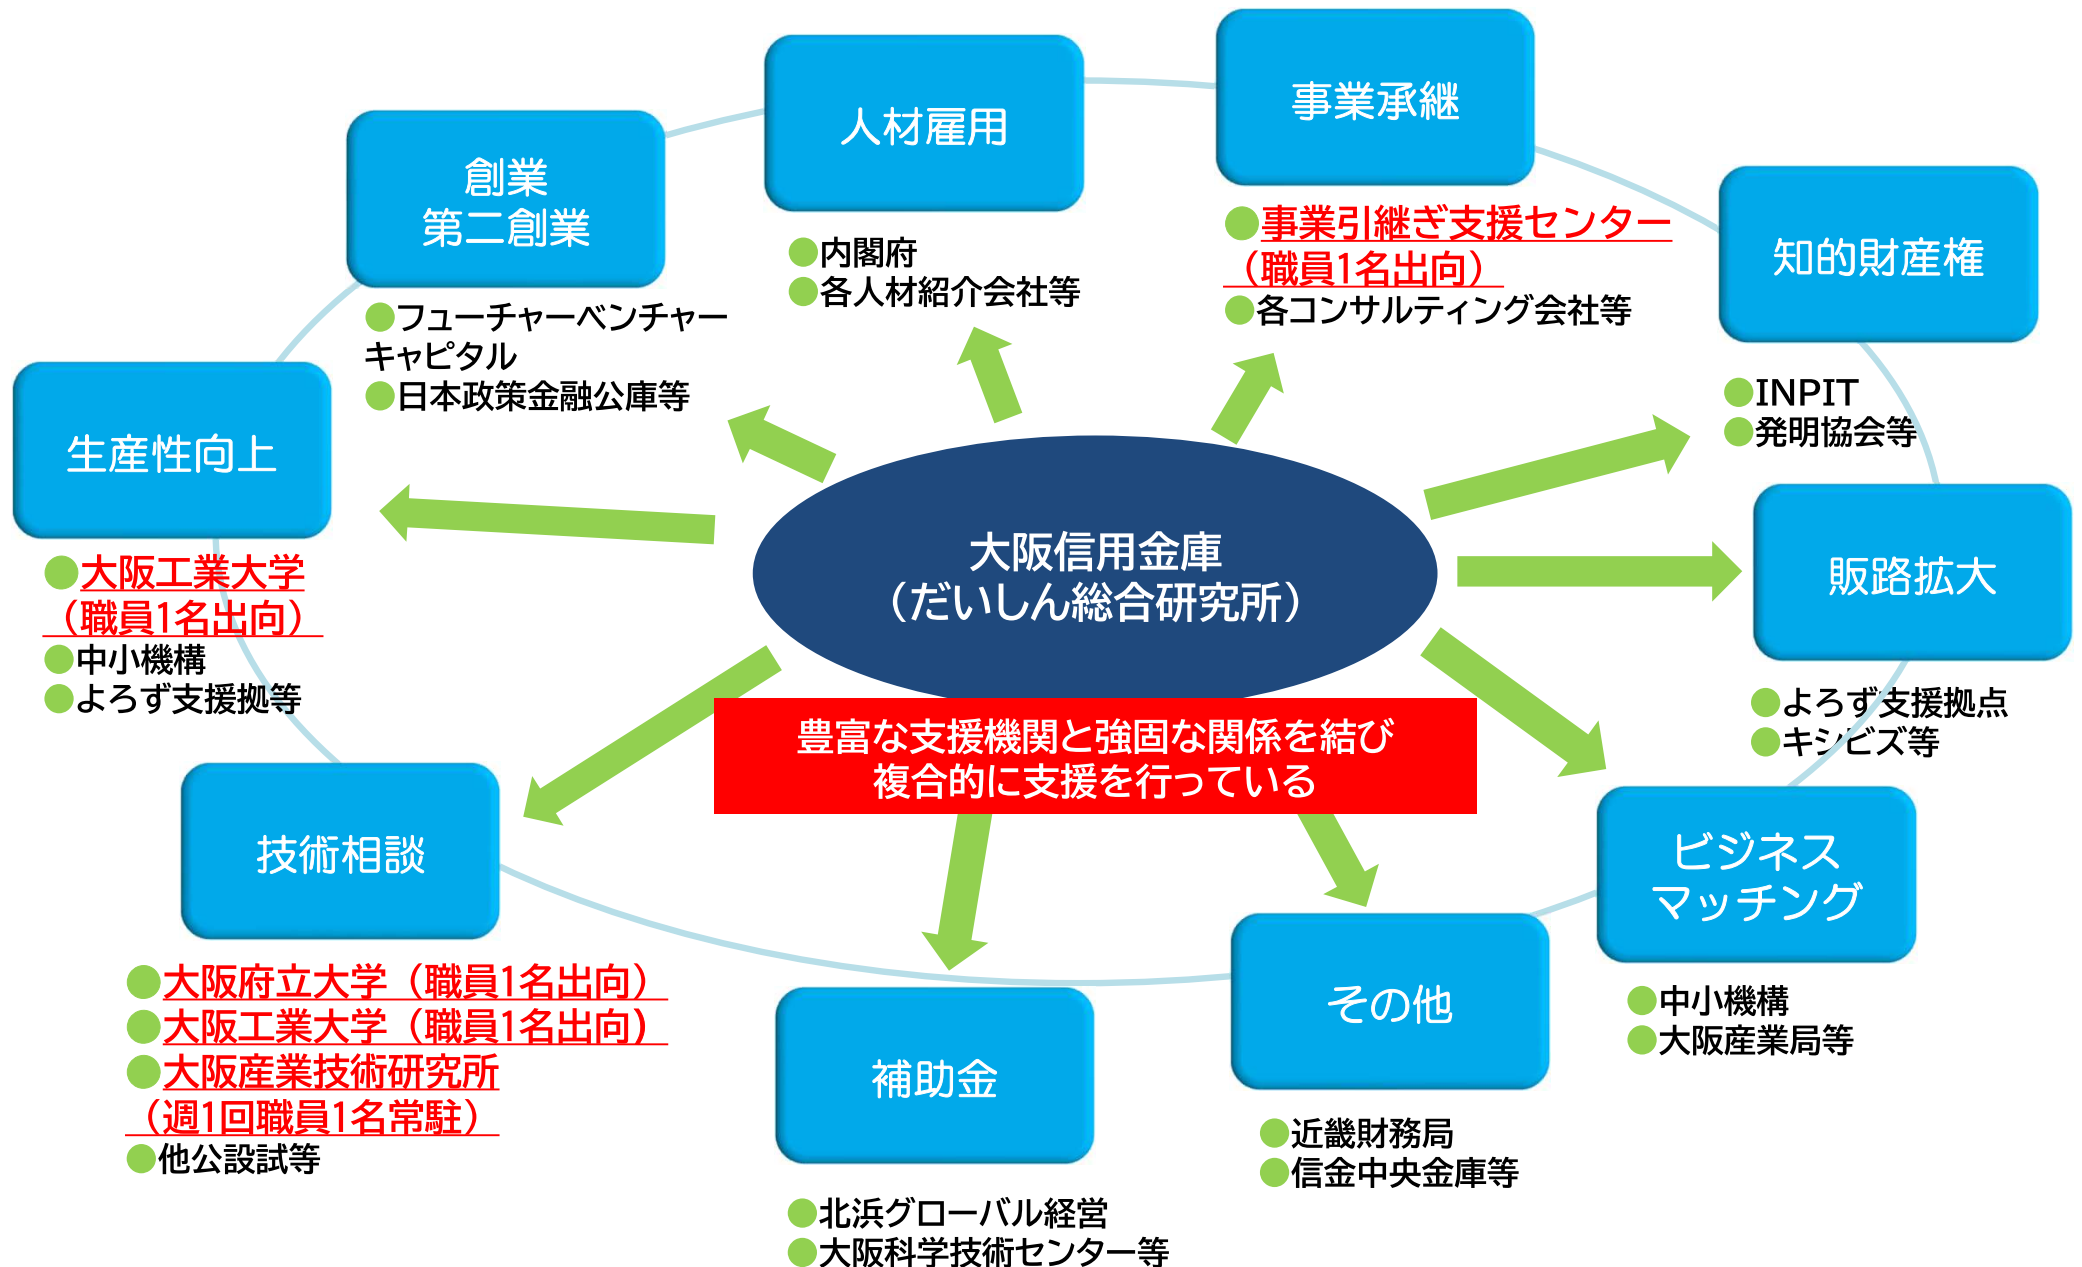 人材雇用
●内閣府
●各人材紹介会社等
事業承継
●事業引継ぎ支援センター
（職員1名出向）
●各コンサルティング会社等
創業
第二創業
●フューチャーベンチャー
キャピタル
●日本政策金融公庫等
知的財産権
●INPIT
●発明協会等
生産性向上
●大阪工業大学
（職員1名出向）
●中小機構
●よろず支援拠等
大阪信用金庫
（だいしん総合研究所）
豊富な支援機関と強固な関係を結び
複合的に支援を行っている
販路拡大
●よろず支援拠点
●キシビズ等
技術相談
●大阪府立大学（職員1名出向）
●大阪工業大学（職員1名出向）
●大阪産業技術研究所
（週1回職員1名常駐）
●他公設試等
補助金
●北浜グローバル経営
●大阪科学技術センター等
その他
●近畿財務局
●信金中央金庫等
ビジネス
マッチング
●中小機構
●大阪産業局等